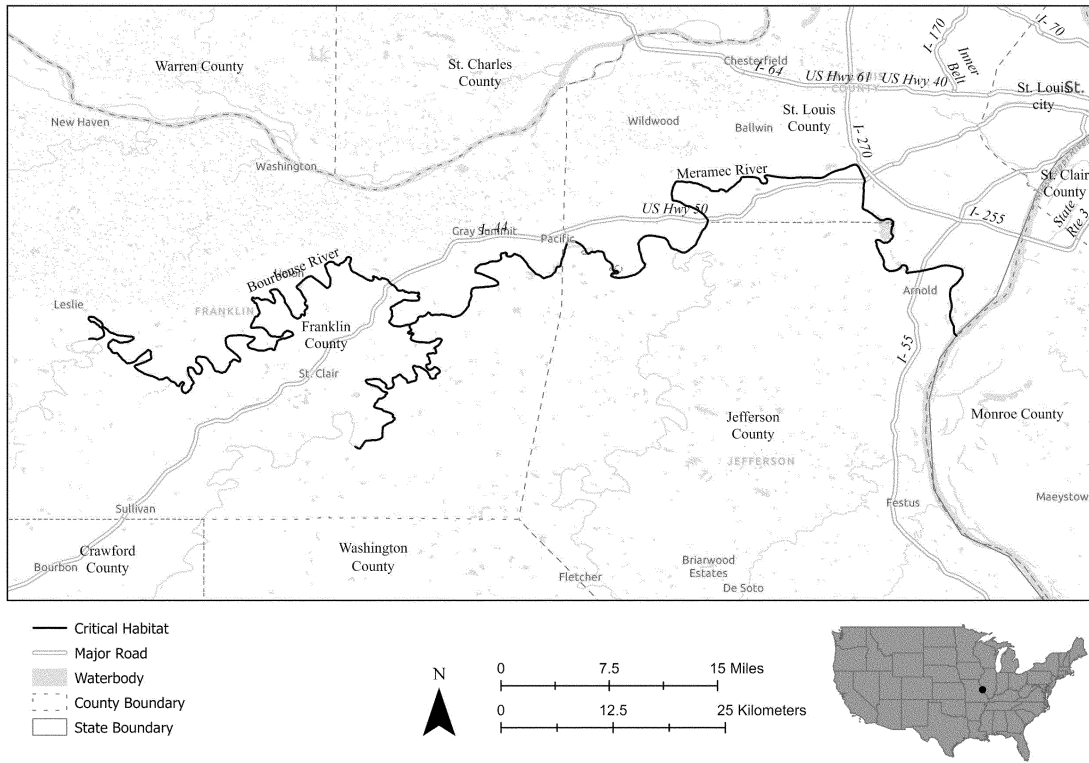 I- 170
I- 70
Warren County
St. Charles
County
Chesterfield
I- 64
Inner
Belt
US Hwy 61
US Hwy 40
COUNTY
St. Louis
city
St.
New Haven
Wildwood
Ballwin
St. Louis
County
I- 270
Washington
Meramec River
St. Clair
County
State
Rte 3
US Hwy 50
I- 255
Gray Summit
I- 44
Pacific
Bourbeuse River
Leslie
FRANKLIN
Franklin
County
Arnold
St. Clair
I- 55
Jefferson
County
Monroe County
JEFFERSON
Sullivan
Festus
Maeystow
Crawford
County
Bourbon
Washington
County
Fletcher
Briarwood
Estates
De Soto
Critical Habitat
Major Road
Waterbody
County Boundary
State Boundary
N
0 7.5 15 Miles
0 12.5 25 Kilometers